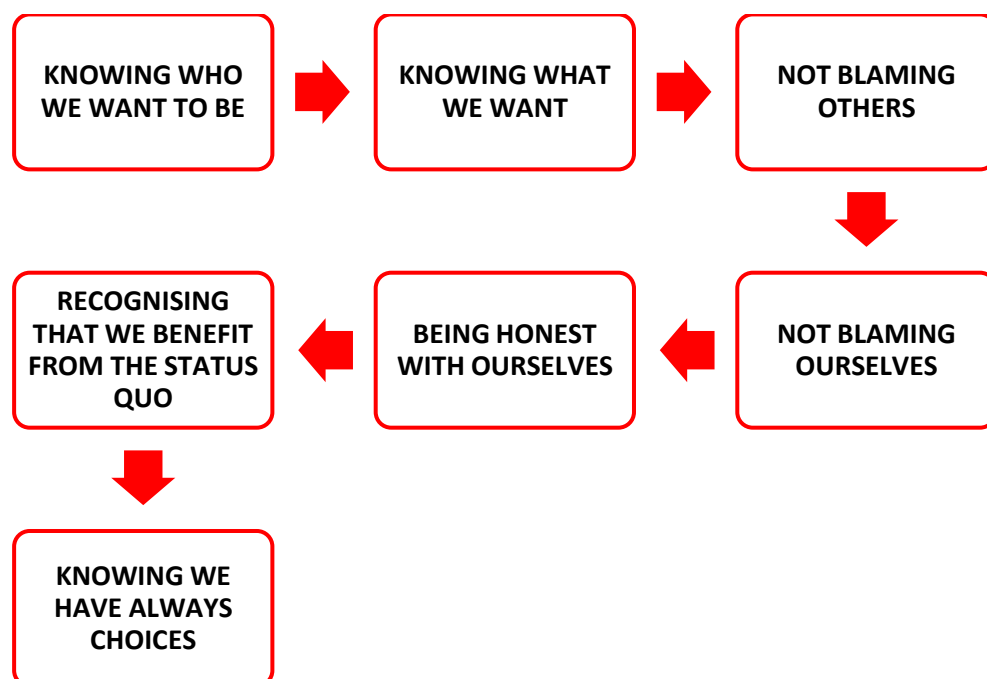 KNOWING WHO
WE WANT TO BE
KNOWING WHAT
WE WANT
NOT BLAMING
OTHERS
NOT BLAMING
OURSELVES
BEING HONEST
WITH OURSELVES
RECOGNISING
THAT WE BENEFIT
FROM THE STATUS
QUO
KNOWING WE
HAVE ALWAYS
CHOICES